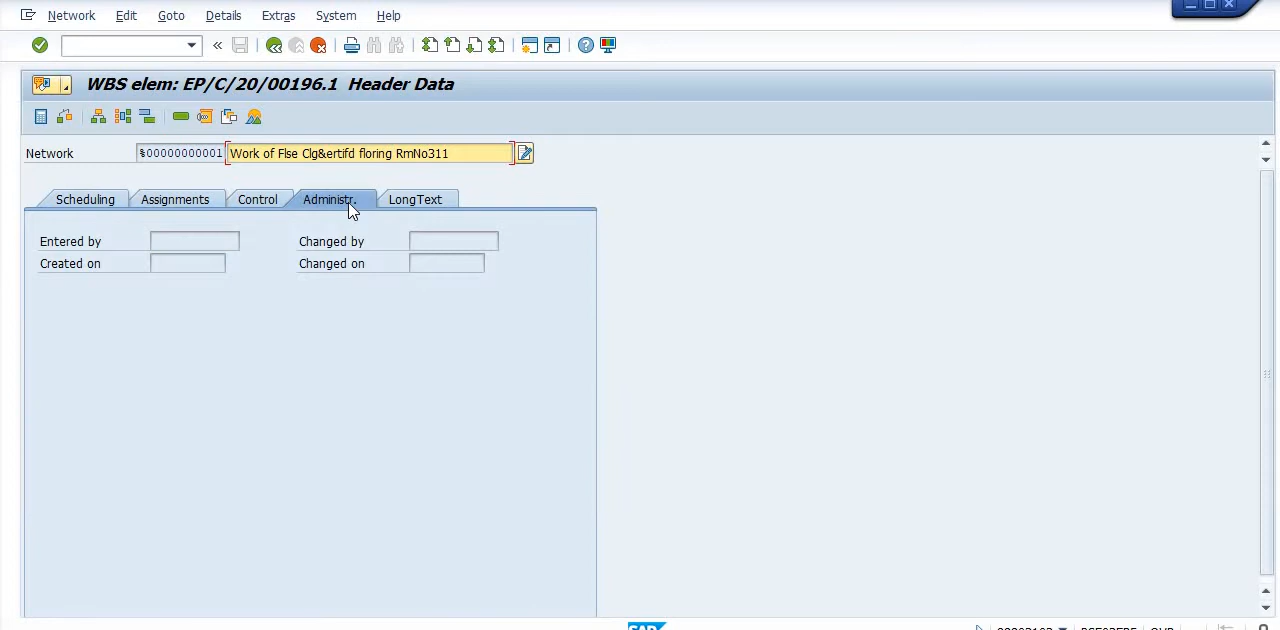 Network Edit Goto Details Extras System Help
WBS elem: EP/C/20/00196.1 Header Data
Network %00000000001 Work of Flse Clg&ertifd floring RmNo311
Scheduling Assignments Control Administr. LongText
Entered by Changed by
Created on Changed on
SAP